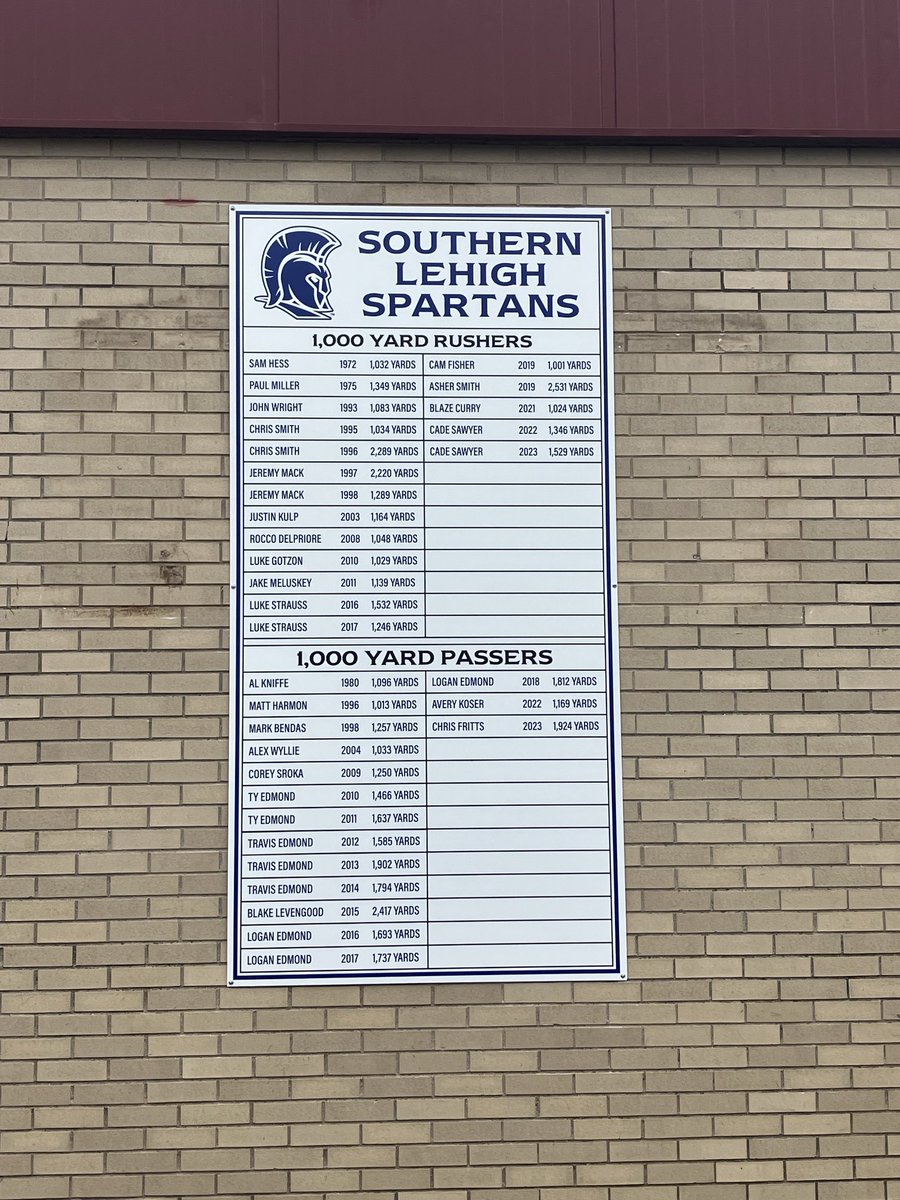 SOUTHERN
LEHIGH
SPARTANS
1,000 YARD RUSHERS
SAM HESS 1972 1,032 YARDS
PAUL MILLER 1975 1,349 YARDS
JOHN WRIGHT 1993 1,083 YARDS
CHRIS SMITH 1995 1,034 YARDS
CHRIS SMITH 1996 2,289 YARDS
JEREMY MACK 1997 2,220 YARDS
JEREMY MACK 1998 1,289 YARDS
JUSTIN KULP 2003 1,164 YARDS
ROCCO DELPRIORE 2008 1,048 YARDS
LUKE GOTZON 2010 1,029 YARDS
JAKE MELUSKEY 2011 1,139 YARDS
LUKE STRAUSS 2016 1,532 YARDS
LUKE STRAUSS 2017 1,246 YARDS
CAM FISHER 2019 1,001 YARDS
ASHER SMITH 2019 2,531 YARDS
BLAZE CURRY 2021 1,024 YARDS
CADE SAWYER 2022 1,346 YARDS
CADE SAWYER 2023 1,529 YARDS
1,000 YARD PASSERS
AL KNIFFE 1980 1,096 YARDS
MATT HARMON 1996 1,013 YARDS
MARK BENDAS 1998 1,257 YARDS
ALEX WYLLIE 2004 1,033 YARDS
COREY SROKA 2009 1,250 YARDS
TY EDMOND 2010 1,466 YARDS
TY EDMOND 2011 1,637 YARDS
TRAVIS EDMOND 2012 1,585 YARDS
TRAVIS EDMOND 2013 1,902 YARDS
TRAVIS EDMOND 2014 1,794 YARDS
BLAKE LEVENGOOD 2015 2,417 YARDS
LOGAN EDMOND 2016 1,693 YARDS
LOGAN EDMOND 2017 1,737 YARDS
LOGAN EDMOND 2018 1,812 YARDS
AVERY KOSER 2022 1,169 YARDS
CHRIS FRITTS 2023 1,924 YARDS